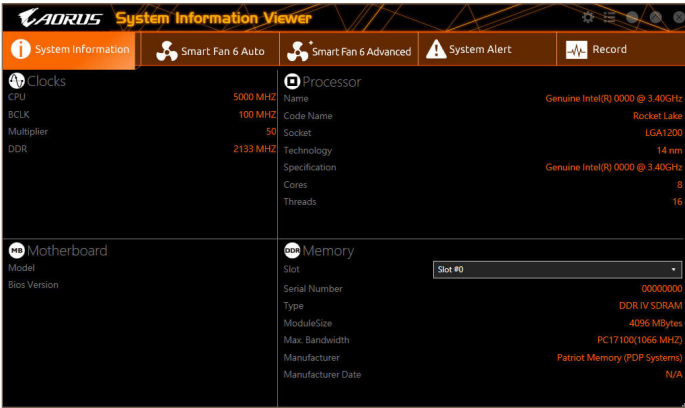 AORUS System Information Viewer
System Information
Smart Fan 6 Auto
Smart Fan 6 Advanced
System Alert
Record
Clocks
CPU 5000 MHZ
BCLK 100 MHZ
Multiplier 50
DDR 2133 MHZ
Processor
Name Genuine Intel(R) 0000 @ 3.40GHz
Code Name Rocket Lake
Socket LGA1200
Technology 14 nm
Specification Genuine Intel(R) 0000 @ 3.40GHz
Cores 8
Threads 16
MB Motherboard
Model
Bios Version
DDR Memory
Slot Slot #0
Serial Number 00000000
Type DDR IV SDRAM
ModuleSize 4096 MBytes
Max. Bandwidth PC17100(1066 MHZ)
Manufacturer Patriot Memory (PDP Systems)
Manufacturer Date N/A